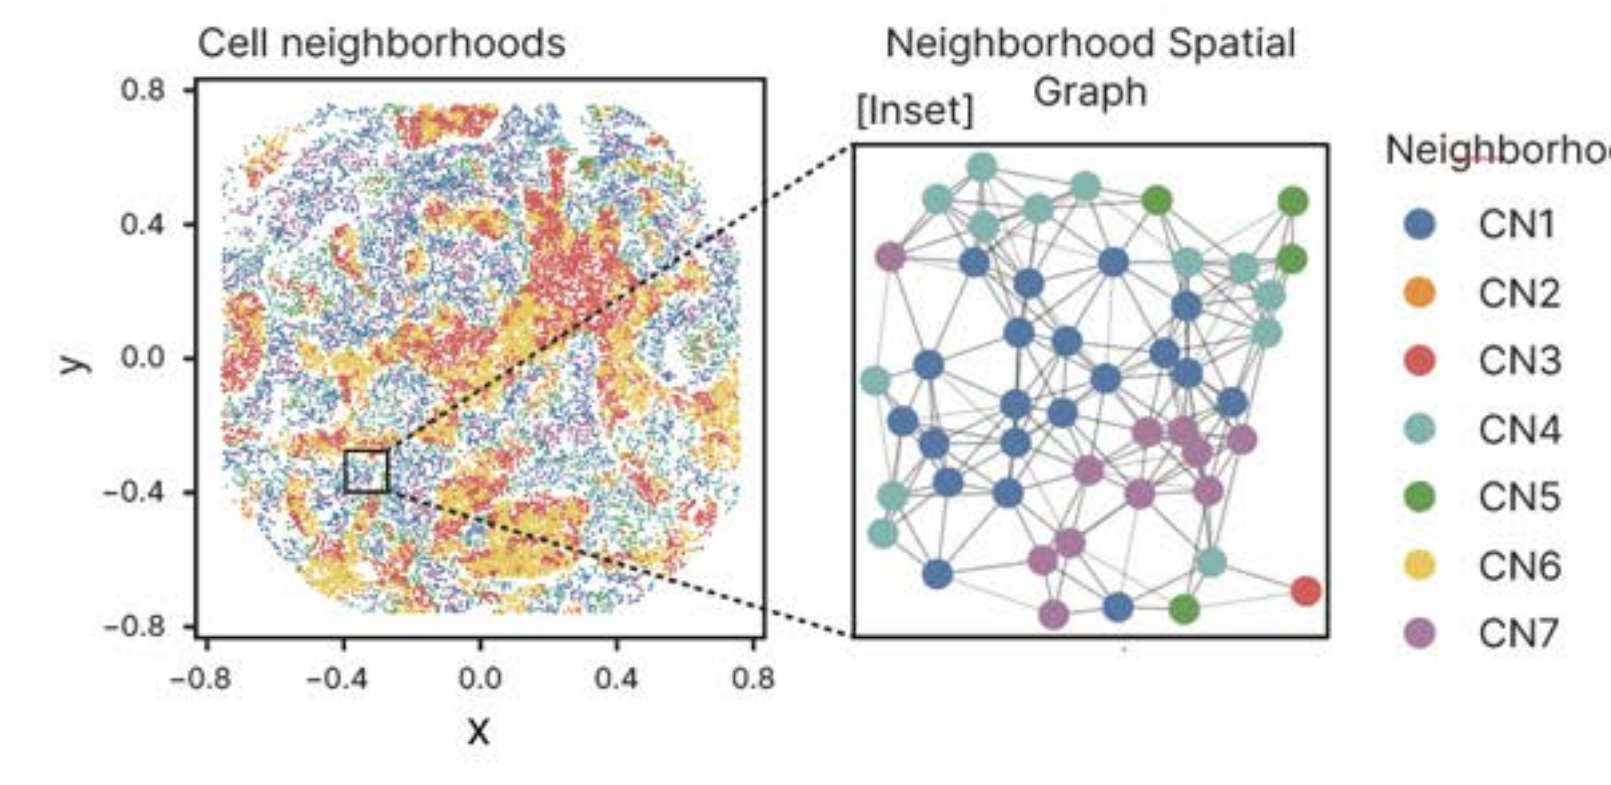 Cell neighborhoods
Neighborhood Spatial
Graph
[Inset]
0.8
0.4
0.0
−0.4
−0.8
y
−0.8
−0.4
0.0
0.4
0.8
x
Neighborho
CN1
CN2
CN3
CN4
CN5
CN6
CN7